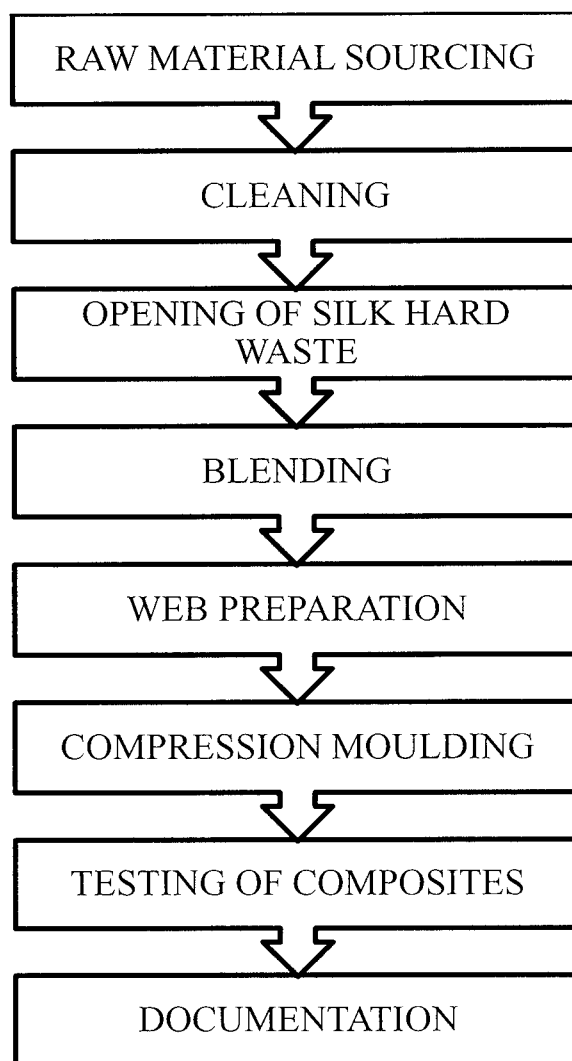 RAW MATERIAL SOURCING
CLEANING
OPENING OF SILK HARD
WASTE
BLENDING
WEB PREPARATION
COMPRESSION MOULDING
TESTING OF COMPOSITES
DOCUMENTATION